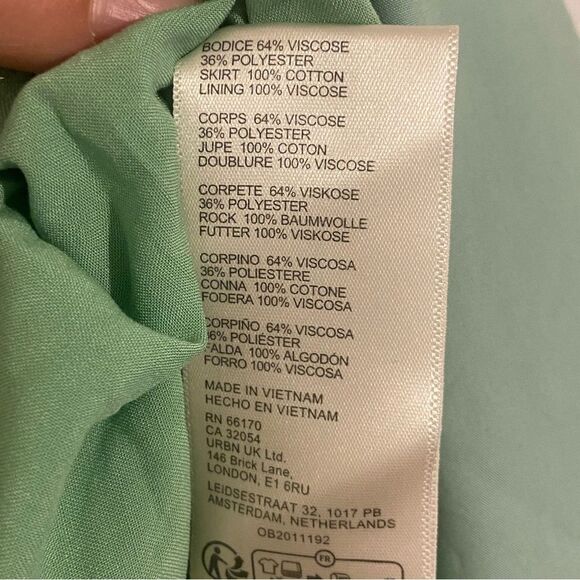 BODICE 64% VISCOSE
36% POLYESTER
SKIRT 100% COTTON
LINING 100% VISCOSE
CORPS 64% VISCOSE
36% POLYESTER
JUPE 100% COTON
DOUBLURE 100% VISCOSE
CORPETE 64% VISKOSE
36% POLYESTER
ROCK 100% BAUMWOLLE
FUTTER 100% VISKOSE
CORPINO 64% VISCOSA
36% POLIESTERE
CONNA 100% COTONE
FODERA 100% VISCOSA
CORPIÑO 64% VISCOSA
36% POLIÉSTER
FALDA 100% ALGODÓN
FORRO 100% VISCOSA
MADE IN VIETNAM
HECHO EN VIETNAM
RN 66170
CA 32054
URBN UK Ltd.
146 Brick Lane,
LONDON, E1 6RU
LEIDSESTRAAT 32, 1017 PB
AMSTERDAM, NETHERLANDS
OB2011192
FR